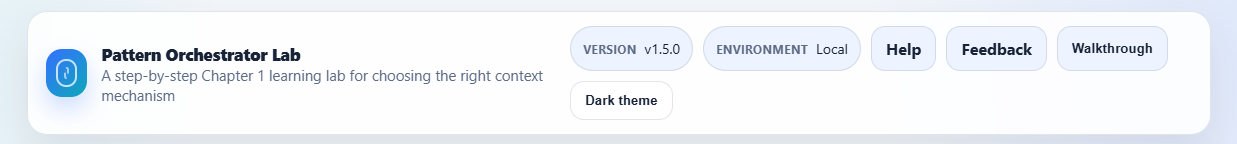 Pattern Orchestrator Lab
A step-by-step Chapter 1 learning lab for choosing the right context
mechanism
VERSION v1.5.0
ENVIRONMENT Local
Help
Feedback
Walkthrough
Dark theme